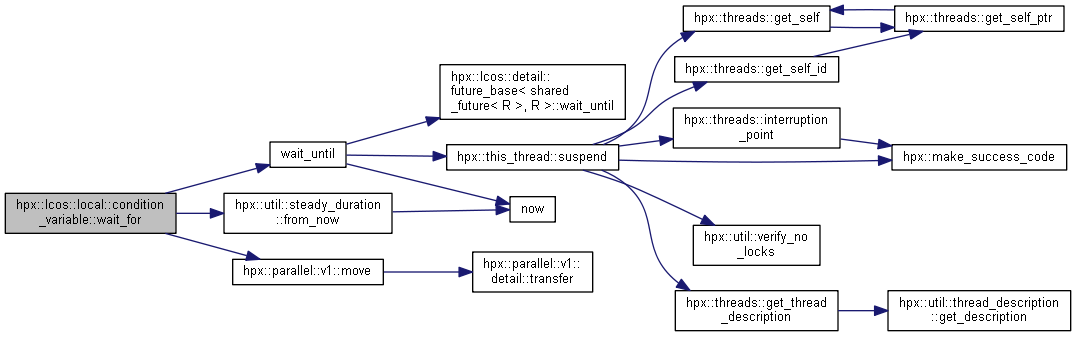 hpx::lcos::local::condition
_variable::wait_for
wait_until
hpx::util::steady_duration
::from_now
hpx::parallel::v1::move
hpx::lcos::detail::
future_base< shared
_future< R >, R >::wait_until
hpx::this_thread::suspend
now
hpx::parallel::v1::
detail::transfer
hpx::threads::get_self
hpx::threads::get_self_id
hpx::threads::interruption
_point
hpx::util::verify_no
_locks
hpx::threads::get_thread
_description
hpx::threads::get_self_ptr
hpx::make_success_code
hpx::util::thread_description
::get_description